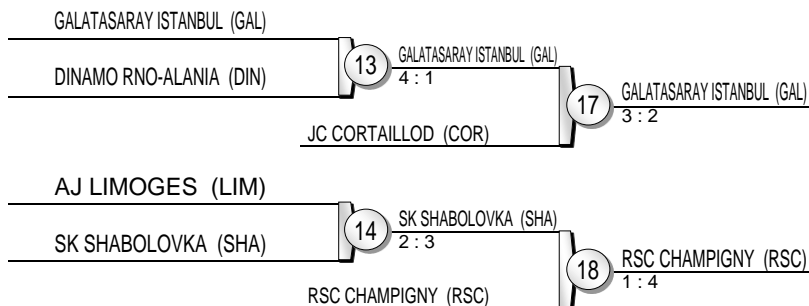 GALATASARAY ISTANBUL (GAL)
DINAMO RNO-ALANIA (DIN)
13
GALATASARAY ISTANBUL (GAL)
4 : 1
JC CORTAILLOD (COR)
17
GALATASARAY ISTANBUL (GAL)
3 : 2
AJ LIMOGES (LIM)
SK SHABOLOVKA (SHA)
14
SK SHABOLOVKA (SHA)
2 : 3
RSC CHAMPIGNY (RSC)
18
RSC CHAMPIGNY (RSC)
1 : 4